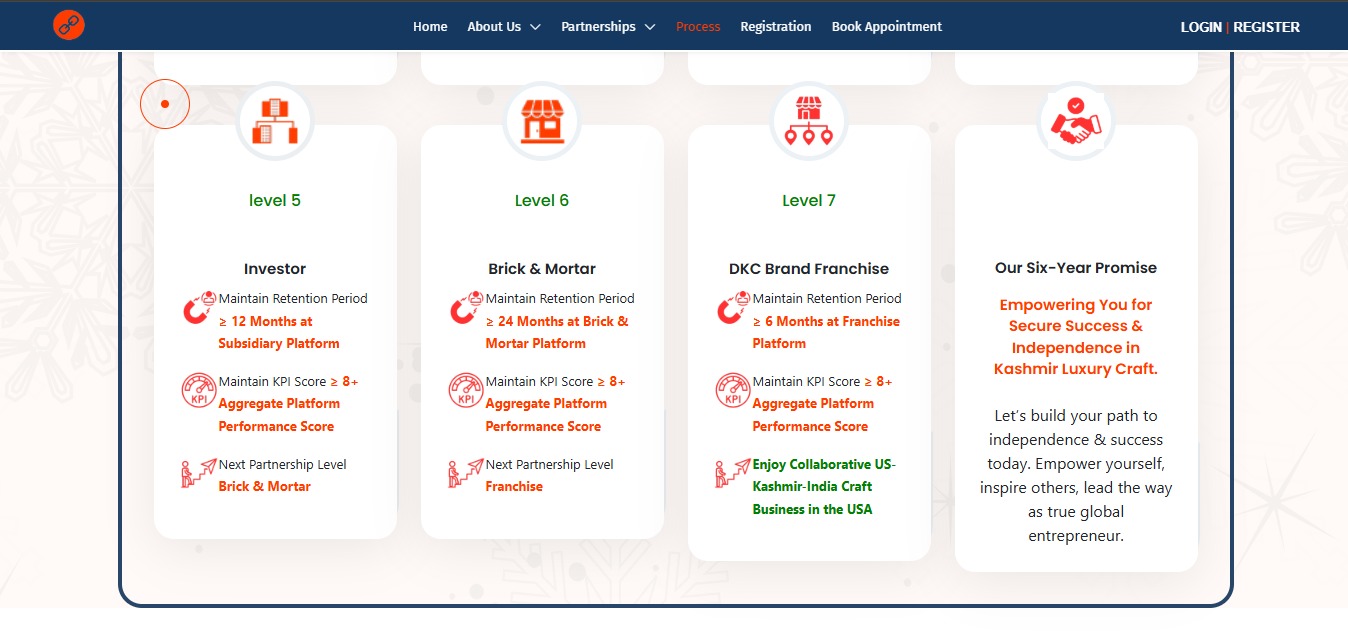 Home
About Us
Partnerships
Process
Registration
Book Appointment
LOGIN | REGISTER
level 5
Investor
Maintain Retention Period
≥ 12 Months at
Subsidiary Platform
KPI
Maintain KPI Score ≥ 8+
Aggregate Platform
Performance Score
Next Partnership Level
Brick & Mortar
Level 6
Brick & Mortar
Maintain Retention Period
≥ 24 Months at Brick &
Mortar Platform
KPI
Maintain KPI Score ≥ 8+
Aggregate Platform
Performance Score
Next Partnership Level
Franchise
Level 7
DKC Brand Franchise
Maintain Retention Period
≥ 6 Months at Franchise
Platform
KPI
Maintain KPI Score ≥ 8+
Aggregate Platform
Performance Score
Enjoy Collaborative US-
Kashmir-India Craft
Business in the USA
Our Six-Year Promise
Empowering You for
Secure Success &
Independence in
Kashmir Luxury Craft.
Let’s build your path to
independence & success
today. Empower yourself,
inspire others, lead the way
as true global
entrepreneur.